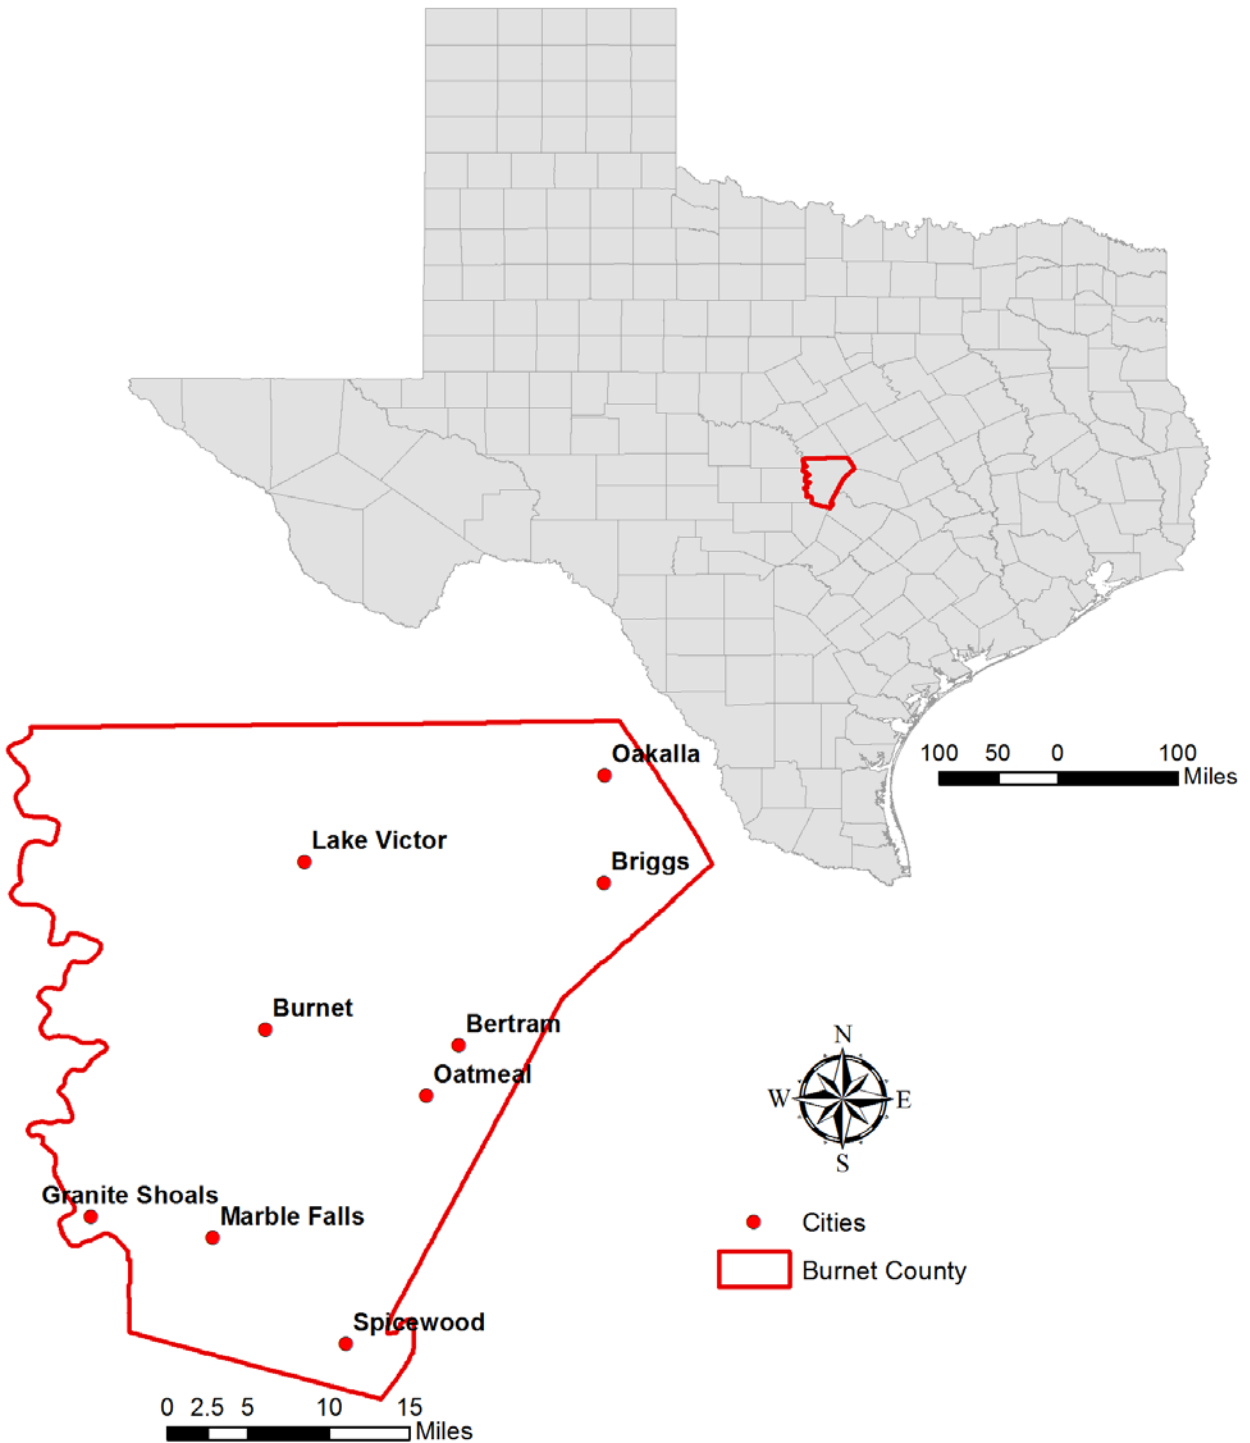 100 50 0 100
Miles
Oakalla
Lake Victor
Briggs
Burnet
Bertram
Oatmeal
N
W E
S
Granite Shoals
Marble Falls
Cities
Burnet County
Spicewood
0 2.5 5 10 15
Miles